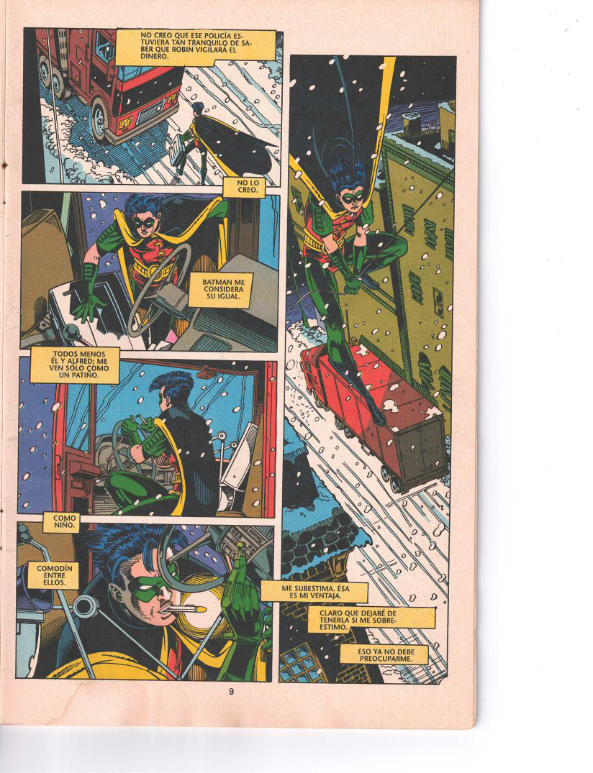 NO CREO QUE ESE POLICÍA ES-
TUVIERA TAN TRANQUILO DE SA-
BER QUE ROBIN VIGILARÁ EL
DINERO.
NO LO
CREO.
BATMAN ME
CONSIDERA
SU IGUAL.
TODOS MENOS
ÉL Y ALFRED; ME
VEN SÓLO COMO
UN PATIÑO.
COMO
NIÑO.
COMODÍN
ENTRE
ELLOS.
ME SUBESTIMA. ÉSA
ES MI VENTAJA.
CLARO QUE DEJARÉ DE
TENERLA SI ME SOBRE-
ESTIMO.
ESO YA NO DEBE
PREOCUPARME.
9